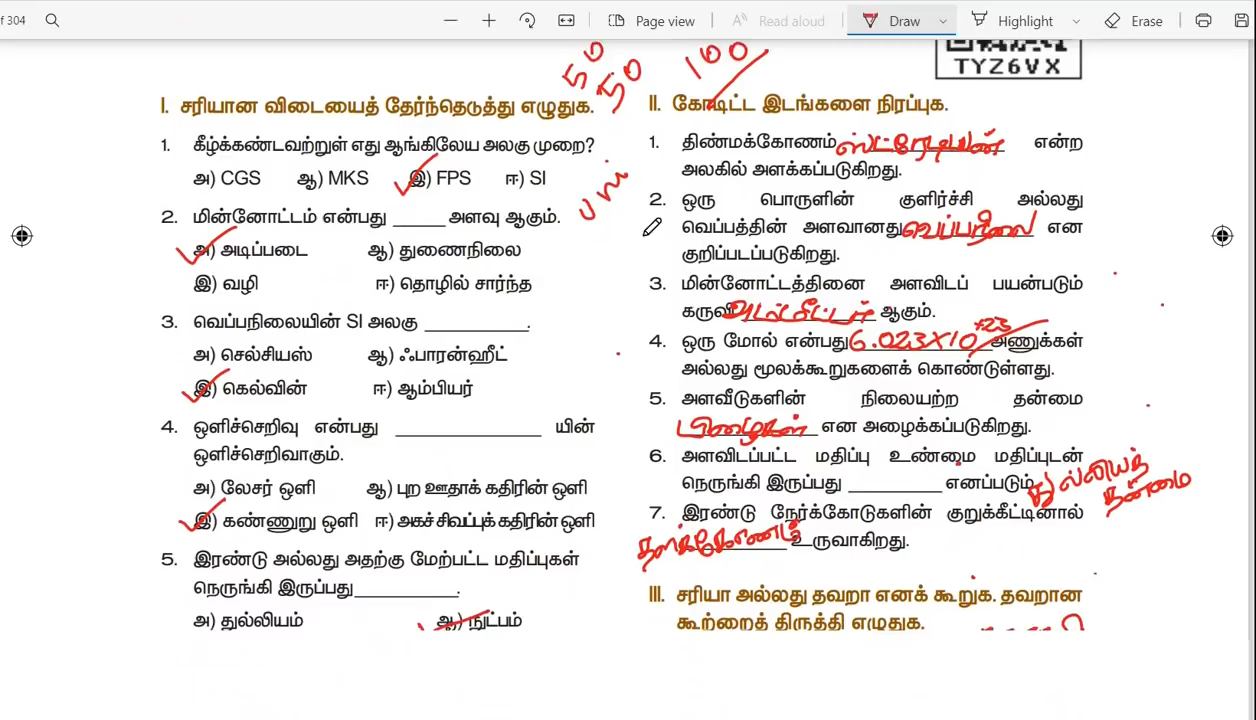 of 304
Page view
Read aloud
Draw
Highlight
Erase
TYZ6VX
50
50
100
I. சரியான விடையைத் தேர்ந்தெடுத்து எழுதுக.
1. கீழ்க்கண்டவற்றுள் எது ஆங்கிலேய அலகு முறை?
அ) CGS ஆ) MKS இ) FPS ஈ) SI
2. மின்னோட்டம் என்பது _____ அளவு ஆகும்.
அ) அடிப்படை ஆ) துணைநிலை
இ) வழி ஈ) தொழில் சார்ந்த
3. வெப்பநிலையின் SI அலகு __________.
அ) செல்சியஸ் ஆ) ஃபாரன்ஹீட்
இ) கெல்வின் ஈ) ஆம்பியர்
4. ஒளிச்செறிவு என்பது ______________ யின்
ஒளிச்செறிவாகும்.
அ) லேசர் ஒளி ஆ) புற ஊதாக் கதிரின் ஒளி
இ) கண்ணுறு ஒளி ஈ) அகச் சிவப்புக் கதிரின் ஒளி
5. இரண்டு அல்லது அதற்கு மேற்பட்ட மதிப்புகள்
நெருங்கி இருப்பது__________.
அ) துல்லியம் ஆ) நுட்பம்
II. கோடிட்ட இடங்களை நிரப்புக.
1. திண்மக்கோணம் ஸ்ட்ரேடியன் என்ற
அலகில் அளக்கப்படுகிறது.
2. ஒரு பொருளின் குளிர்ச்சி அல்லது
வெப்பத்தின் அளவானது வெப்பநிலை என
குறிப்படப்படுகிறது.
3. மின்னோட்டத்தினை அளவிடப் பயன்படும்
கருவி அம்மீட்டர் ஆகும்.
4. ஒரு மோல் என்பது 6.023×10⁺²³ அணுக்கள்
அல்லது மூலக்கூறுகளைக் கொண்டுள்ளது.
5. அளவீடுகளின் நிலையற்ற தன்மை
பிழைகள் என அழைக்கப்படுகிறது.
6. அளவிடப்பட்ட மதிப்பு உண்மை மதிப்புடன்
நெருங்கி இருப்பது _________ எனப்படும். துல்லியத்
தன்மை
7. இரண்டு நேர்க்கோடுகளின் குறுக்கீட்டினால்
தளக்கோணம் உருவாகிறது.
III. சரியா அல்லது தவறா எனக் கூறுக. தவறான
கூற்றைத் திருத்தி எழுதுக.